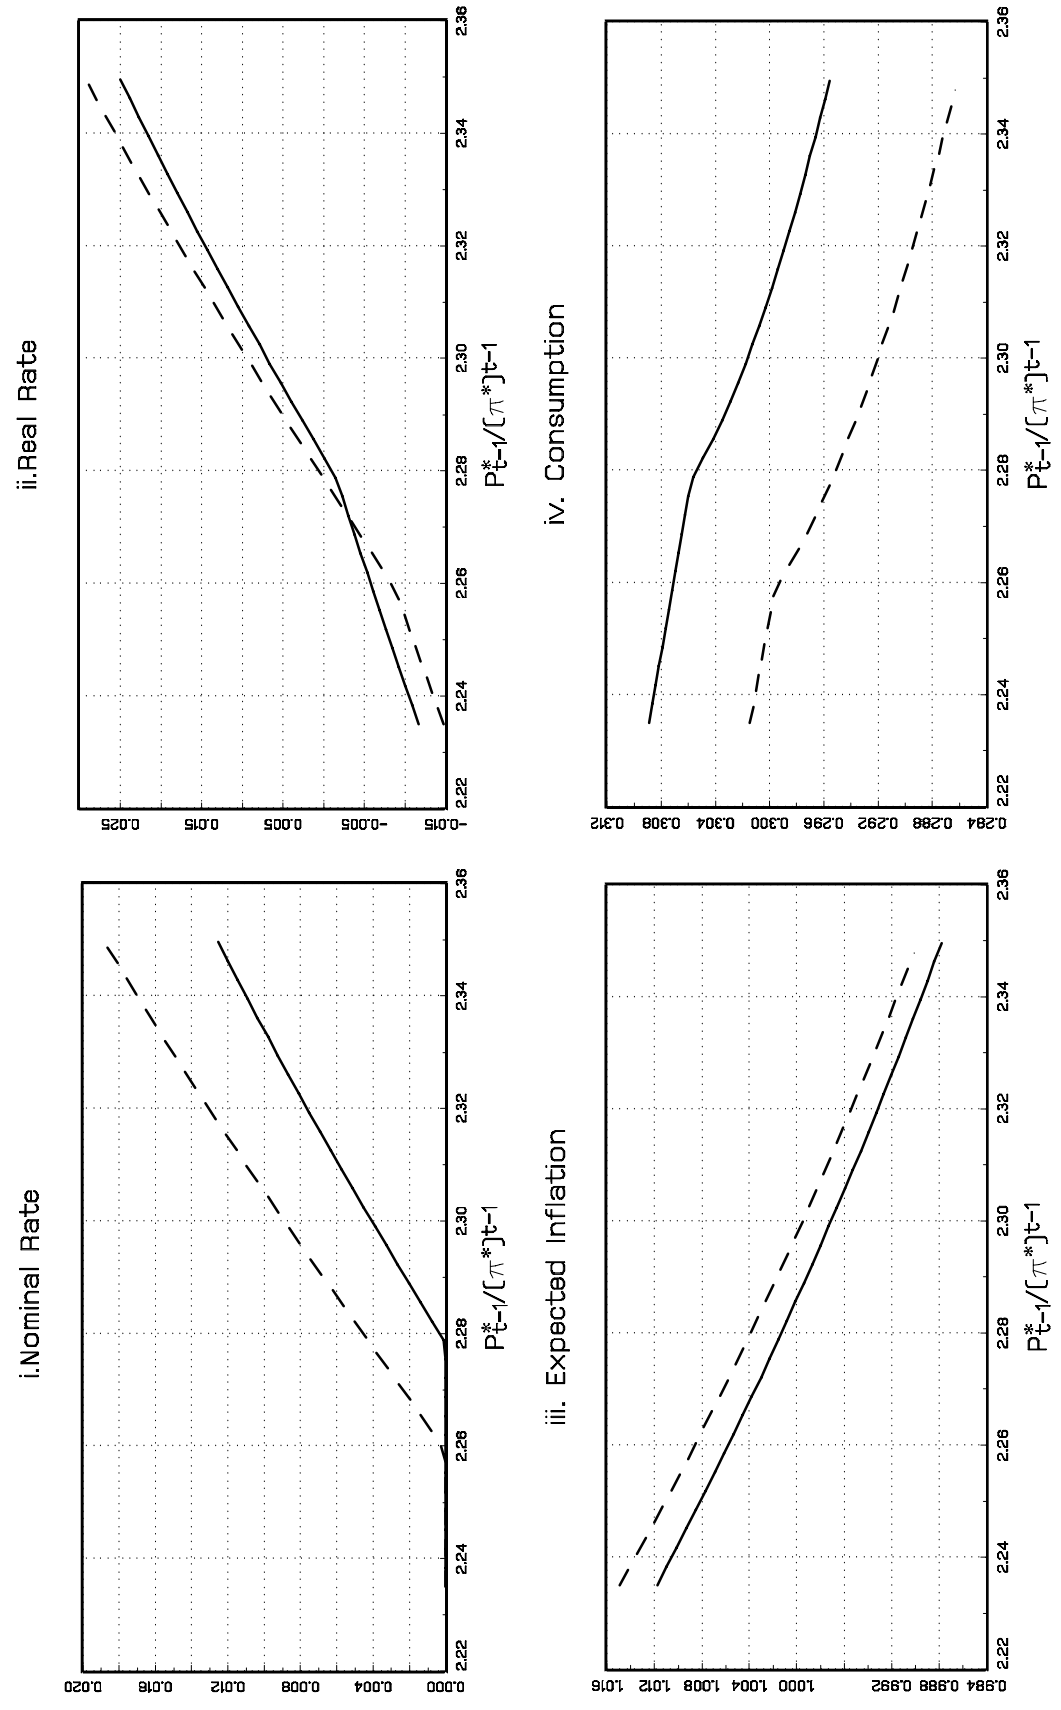 i.Nominal Rate
0.020
0.016
0.012
0.008
0.004
0.000
2.22 2.24 2.26 2.28 2.30 2.32 2.34 2.36
P*t-1/(π*)t-1
ii.Real Rate
0.025
0.015
0.005
-0.005
-0.015
2.22 2.24 2.26 2.28 2.30 2.32 2.34 2.36
P*t-1/(π*)t-1
iii. Expected Inflation
1.016
1.012
1.008
1.004
1.000
0.992
0.988
0.984
2.22 2.24 2.26 2.28 2.30 2.32 2.34 2.36
P*t-1/(π*)t-1
iv. Consumption
0.312
0.308
0.304
0.300
0.296
0.292
0.288
0.284
2.22 2.24 2.26 2.28 2.30 2.32 2.34 2.36
P*t-1/(π*)t-1